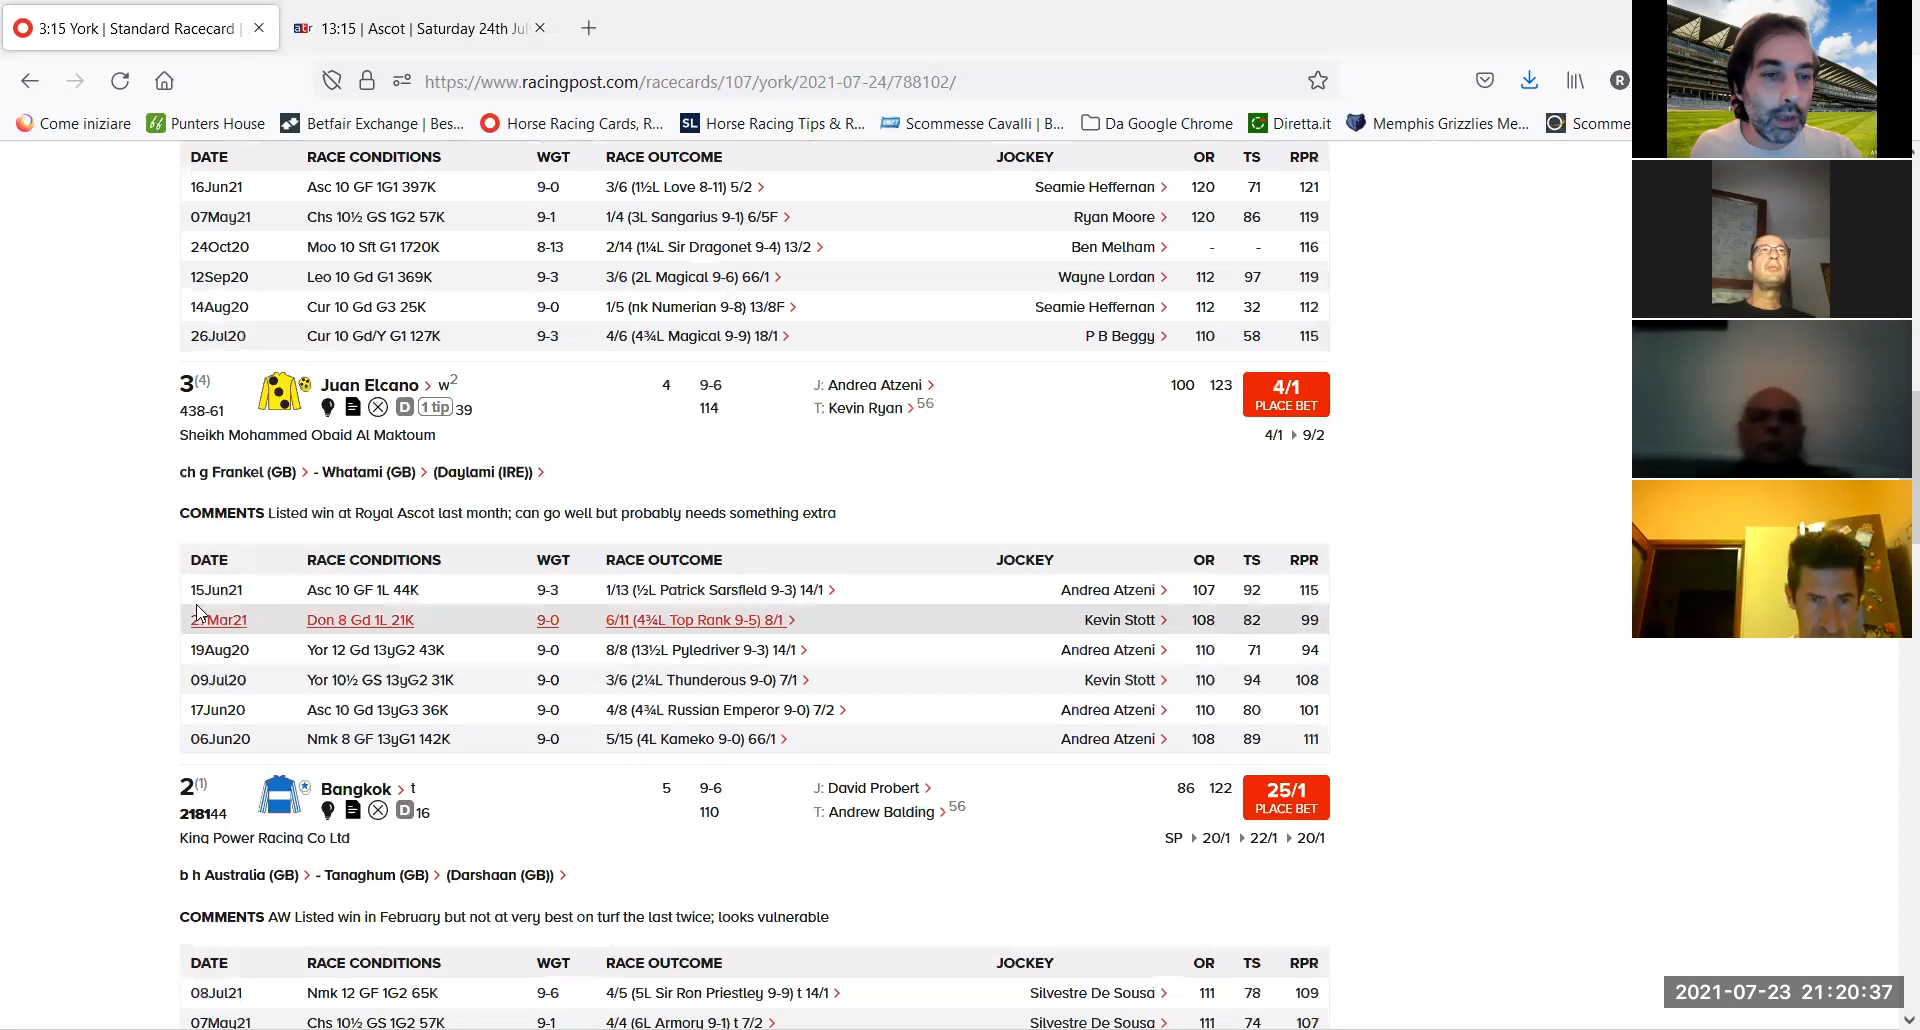 3:15 York | Standard Racecard |
atr 13:15 | Ascot | Saturday 24th Jul
https://www.racingpost.com/racecards/107/york/2021-07-24/788102/
R
Come iniziare Punters House Betfair Exchange | Bes... Horse Racing Cards, R... SL Horse Racing Tips & R... Scommesse Cavalli | B... Da Google Chrome Diretta.it Memphis Grizzlies Me... Scomme
DATE RACE CONDITIONS WGT RACE OUTCOME JOCKEY OR TS RPR
16Jun21 Asc 10 GF 1G1 397K 9-0 3/6 (1½L Love 8-11) 5/2 Seamie Heffernan 120 71 121
07May21 Chs 10½ GS 1G2 57K 9-1 1/4 (3L Sangarius 9-1) 6/5F Ryan Moore 120 86 119
24Oct20 Moo 10 Sft G1 1720K 8-13 2/14 (1¼L Sir Dragonet 9-4) 13/2 Ben Melham - - 116
12Sep20 Leo 10 Gd G1 369K 9-3 3/6 (2L Magical 9-6) 66/1 Wayne Lordan 112 97 119
14Aug20 Cur 10 Gd G3 25K 9-0 1/5 (nk Numerian 9-8) 13/8F Seamie Heffernan 112 32 112
26Jul20 Cur 10 Gd/Y G1 127K 9-3 4/6 (4¾L Magical 9-9) 18/1 P B Beggy 110 58 115
3(4) Juan Elcano w2 4 9-6 J: Andrea Atzeni 100 123 4/1
438-61 D 1 tip 39 114 T: Kevin Ryan 56 PLACE BET
Sheikh Mohammed Obaid Al Maktoum 4/1 9/2
ch g Frankel (GB) - Whatami (GB) (Daylami (IRE))
COMMENTS Listed win at Royal Ascot last month; can go well but probably needs something extra
DATE RACE CONDITIONS WGT RACE OUTCOME JOCKEY OR TS RPR
15Jun21 Asc 10 GF 1L 44K 9-3 1/13 (½L Patrick Sarsfield 9-3) 14/1 Andrea Atzeni 107 92 115
Mar21 Don 8 Gd 1L 21K 9-0 6/11 (4¾L Top Rank 9-5) 8/1 Kevin Stott 108 82 99
19Aug20 Yor 12 Gd 13yG2 43K 9-0 8/8 (13½L Pyledriver 9-3) 14/1 Andrea Atzeni 110 71 94
09Jul20 Yor 10½ GS 13yG2 31K 9-0 3/6 (2¼L Thunderous 9-0) 7/1 Kevin Stott 110 94 108
17Jun20 Asc 10 Gd 13yG3 36K 9-0 4/8 (4¾L Russian Emperor 9-0) 7/2 Andrea Atzeni 110 80 101
06Jun20 Nmk 8 GF 13yG1 142K 9-0 5/15 (4L Kameko 9-0) 66/1 Andrea Atzeni 108 89 111
2(1) Bangkok t 5 9-6 J: David Probert 86 122 25/1
218144 D 16 110 T: Andrew Balding 56 PLACE BET
King Power Racing Co Ltd SP 20/1 22/1 20/1
b h Australia (GB) - Tanaghum (GB) (Darshaan (GB))
COMMENTS AW Listed win in February but not at very best on turf the last twice; looks vulnerable
DATE RACE CONDITIONS WGT RACE OUTCOME JOCKEY OR TS RPR
08Jul21 Nmk 12 GF 1G2 65K 9-6 4/5 (5L Sir Ron Priestley 9-9) t 14/1 Silvestre De Sousa 111 78 109
07May21 Chs 10½ GS 1G2 57K 9-1 4/4 (6L Armory 9-1) t 7/2 Silvestre De Sousa 111 74 107
2021-07-23 21:20:37